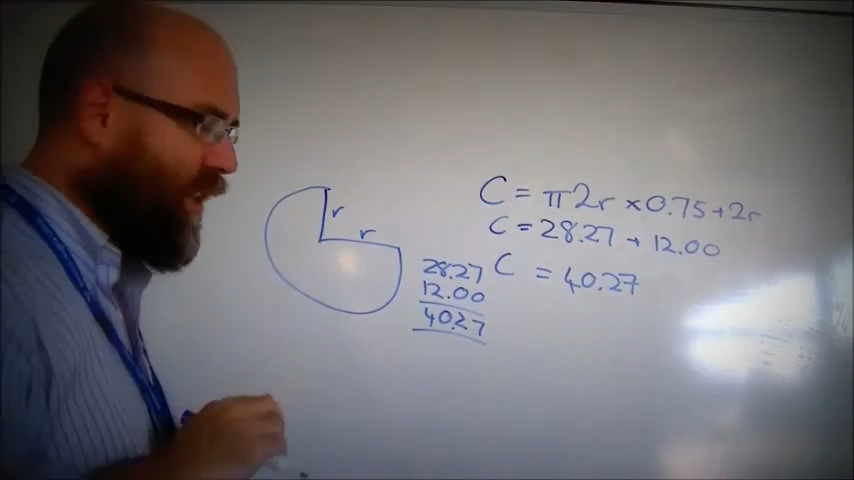 r
r
C = π2r ×0.75+2r
C = 28.27 + 12.00
C = 40.27
28.27
12.00
40.27